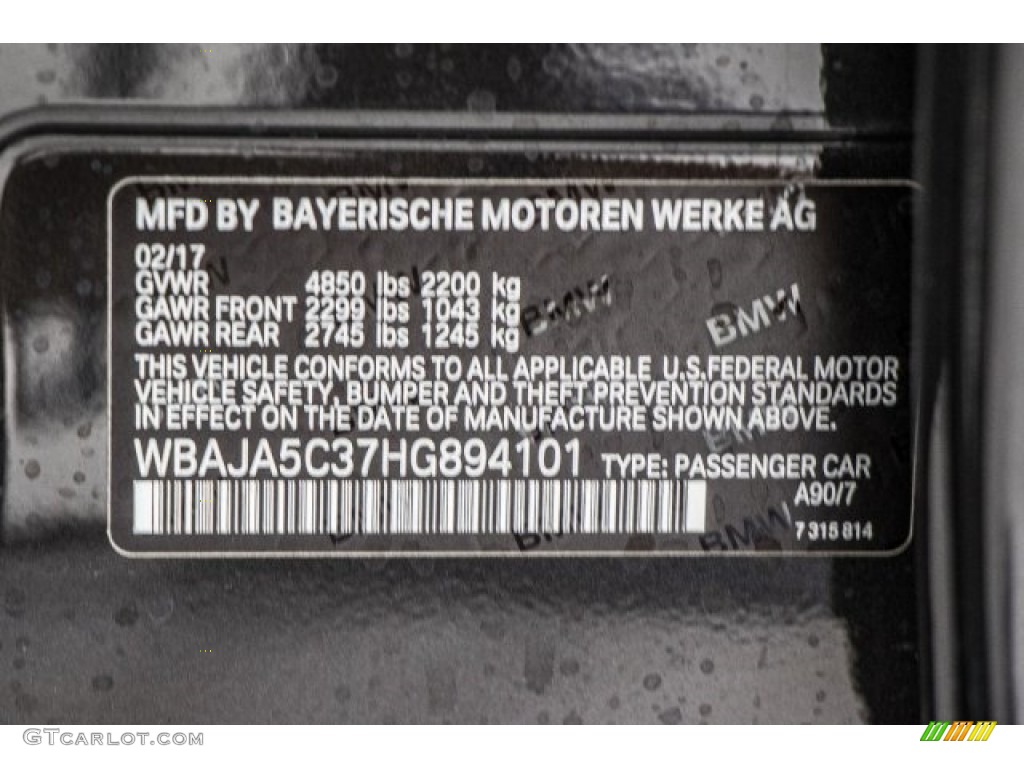 MFD BY BAYERISCHE MOTOREN WERKE AG
02/17
GVWR 4850 lbs 2200 kg
GAWR FRONT 2299 lbs 1043 kg
GAWR REAR 2745 lbs 1245 kg
BMW
BMW
THIS VEHICLE CONFORMS TO ALL APPLICABLE U.S.FEDERAL MOTOR
VEHICLE SAFETY, BUMPER AND THEFT PREVENTION STANDARDS
IN EFFECT ON THE DATE OF MANUFACTURE SHOWN ABOVE.
WBAJA5C37HG894101 TYPE: PASSENGER CAR
A90/7
BMW
7 315 814
GTCARLOT.COM